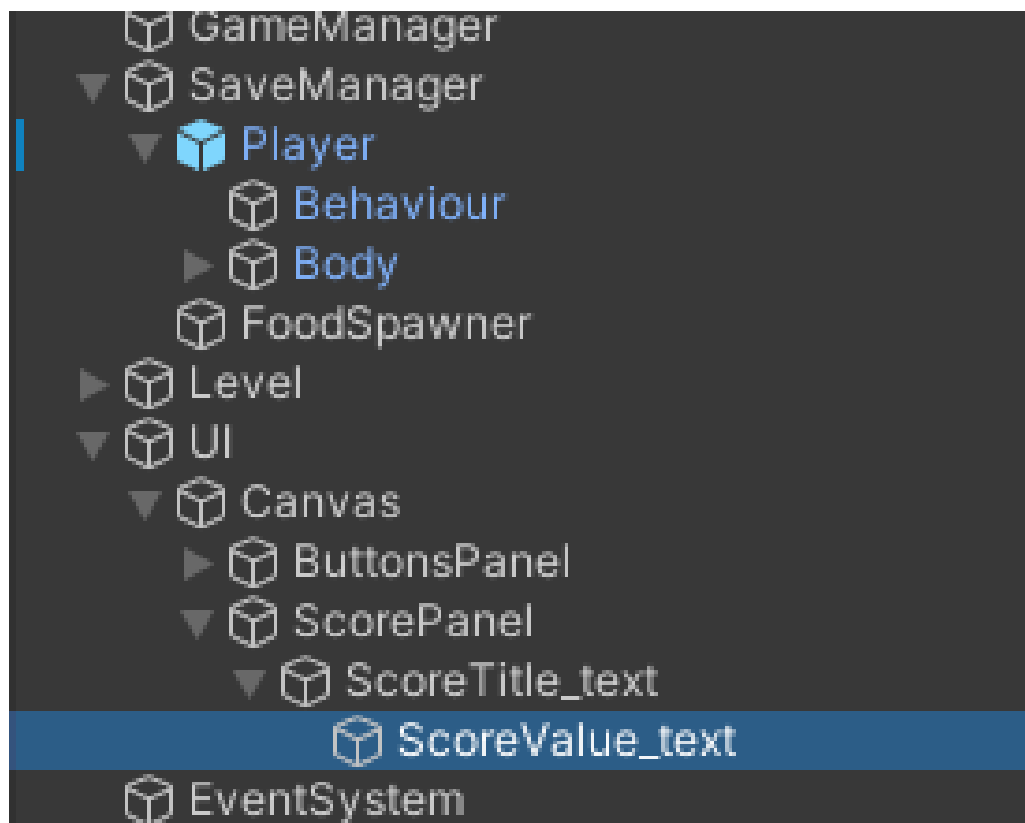 GameManager
SaveManager
Player
Behaviour
Body
FoodSpawner
Level
UI
Canvas
ButtonsPanel
ScorePanel
ScoreTitle_text
ScoreValue_text
EventSystem